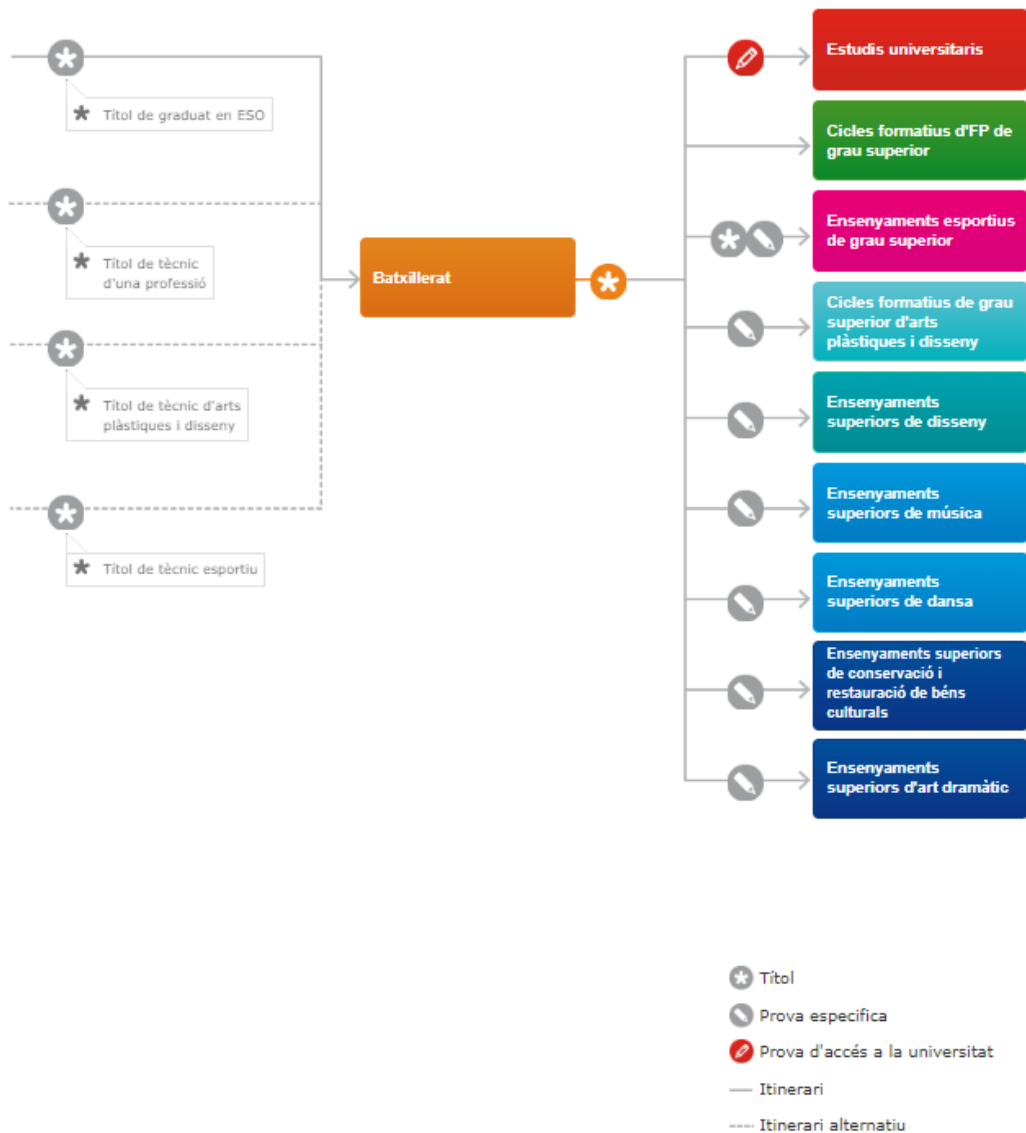 Títol de graduat en ESO
Títol de tècnic
d'una professió
Títol de tècnic d'arts
plàstiques i disseny
Títol de tècnic esportiu
Batxillerat
Estudis universitaris
Cicles formatius d'FP de
grau superior
Ensenyaments esportius
de grau superior
Cicles formatius de grau
superior d'arts
plàstiques i disseny
Ensenyaments
superiors de disseny
Ensenyaments
superiors de música
Ensenyaments
superiors de dansa
Ensenyaments superiors
de conservació i
restauració de béns
culturals
Ensenyaments
superiors d'art dramàtic
Títol
Prova especifica
Prova d'accés a la universitat
Itinerari
Itinerari alternatiu